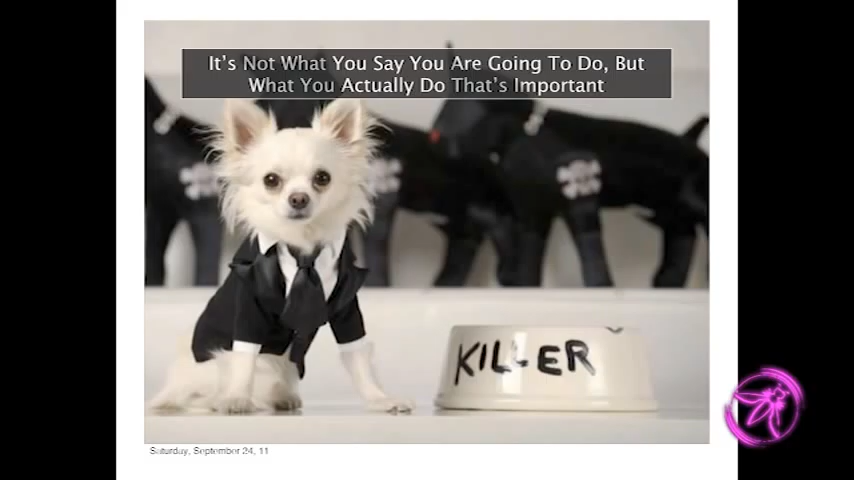 It's Not What You Say You Are Going To Do, But
What You Actually Do That's Important
KILLER
Saturday, September 24, 11